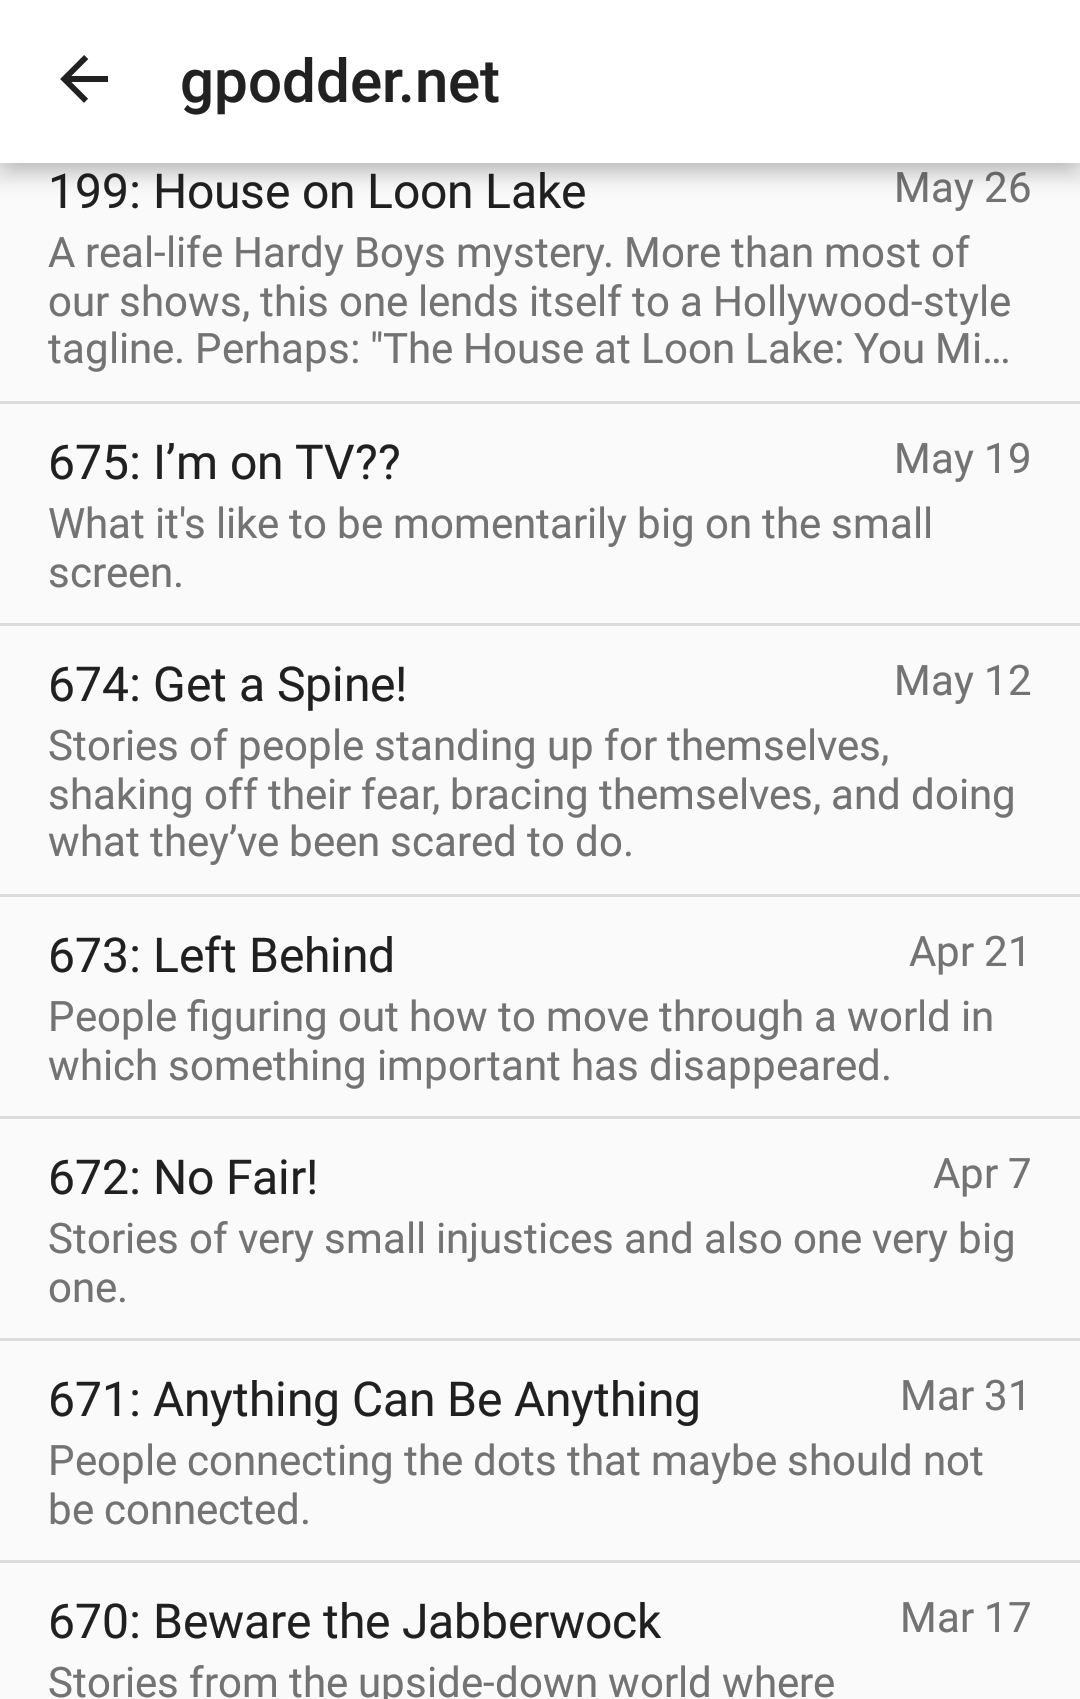 gpodder.net
199: House on Loon Lake May 26
A real-life Hardy Boys mystery. More than most of
our shows, this one lends itself to a Hollywood-style
tagline. Perhaps: "The House at Loon Lake: You Mi...
675: I’m on TV?? May 19
What it's like to be momentarily big on the small
screen.
674: Get a Spine! May 12
Stories of people standing up for themselves,
shaking off their fear, bracing themselves, and doing
what they’ve been scared to do.
673: Left Behind Apr 21
People figuring out how to move through a world in
which something important has disappeared.
672: No Fair! Apr 7
Stories of very small injustices and also one very big
one.
671: Anything Can Be Anything Mar 31
People connecting the dots that maybe should not
be connected.
670: Beware the Jabberwock Mar 17
Stories from the upside-down world where